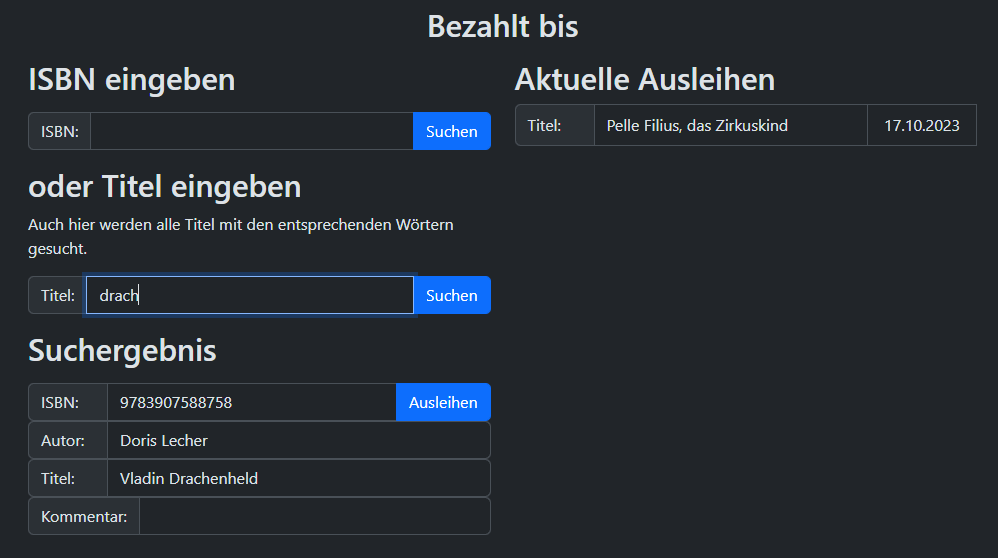 Bezahlt bis
ISBN eingeben
ISBN:
Suchen
oder Titel eingeben
Auch hier werden alle Titel mit den entsprechenden Wörtern
gesucht.
Titel: drach Suchen
Suchergebnis
ISBN: 9783907588758 Ausleihen
Autor: Doris Lecher
Titel: Vladin Drachenheld
Kommentar:
Aktuelle Ausleihen
Titel: Pelle Filius, das Zirkuskind 17.10.2023